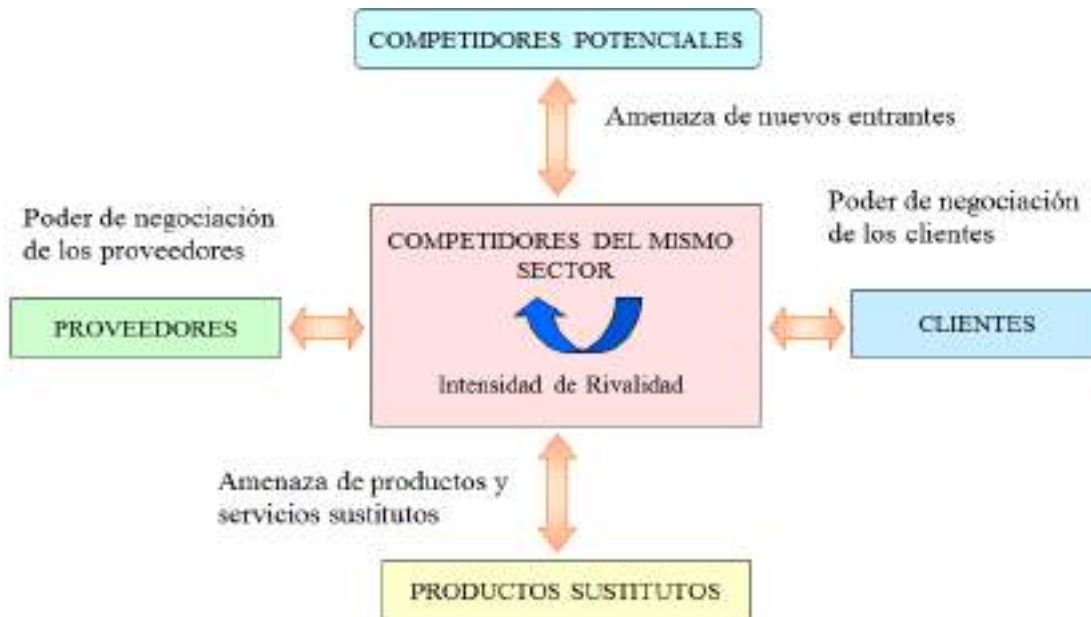 COMPETIDORES POTENCIALES
Amenaza de nuevos entrantes
Poder de negociación
de los proveedores
Poder de negociación
de los clientes
COMPETIDORES DEL MISMO
SECTOR
PROVEEDORES
CLIENTES
Intensidad de Rivalidad
Amenaza de productos y
servicios sustitutos
PRODUCTOS SUSTITUTOS